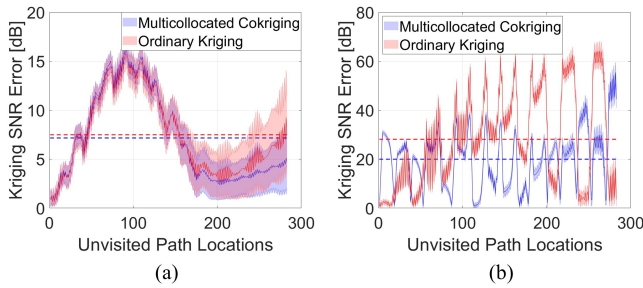 Multicollocated Cokriging
Ordinary Kriging
20
15
10
5
0
Kriging SNR Error [dB]
0
100
200
300
Unvisited Path Locations
(a)
Multicollocated Cokriging
Ordinary Kriging
80
60
40
20
0
Kriging SNR Error [dB]
0
100
200
300
Unvisited Path Locations
(b)